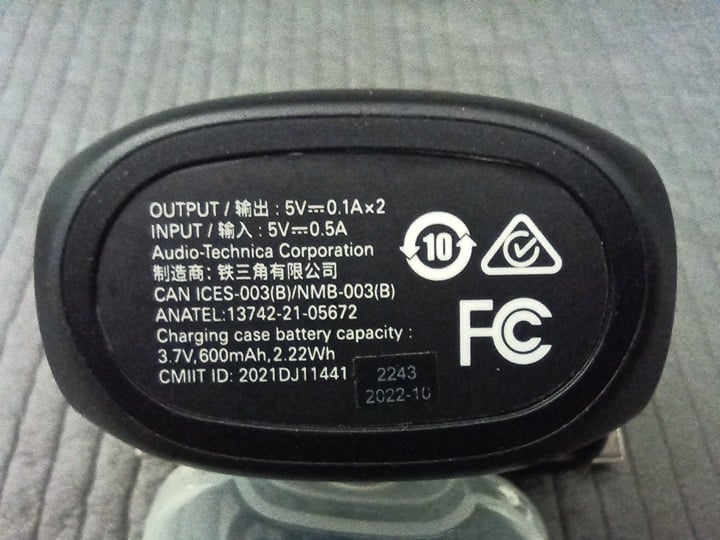 OUTPUT / 输出 : 5V⎓0.1A×2
INPUT / 输入 : 5V⎓0.5A
Audio-Technica Corporation
制造商: 铁三角有限公司
CAN ICES-003(B)/NMB-003(B)
ANATEL:13742-21-05672
Charging case battery capacity :
3.7V,600mAh,2.22Wh
CMIIT ID: 2021DJ11441
2243
2022-10
10
FC